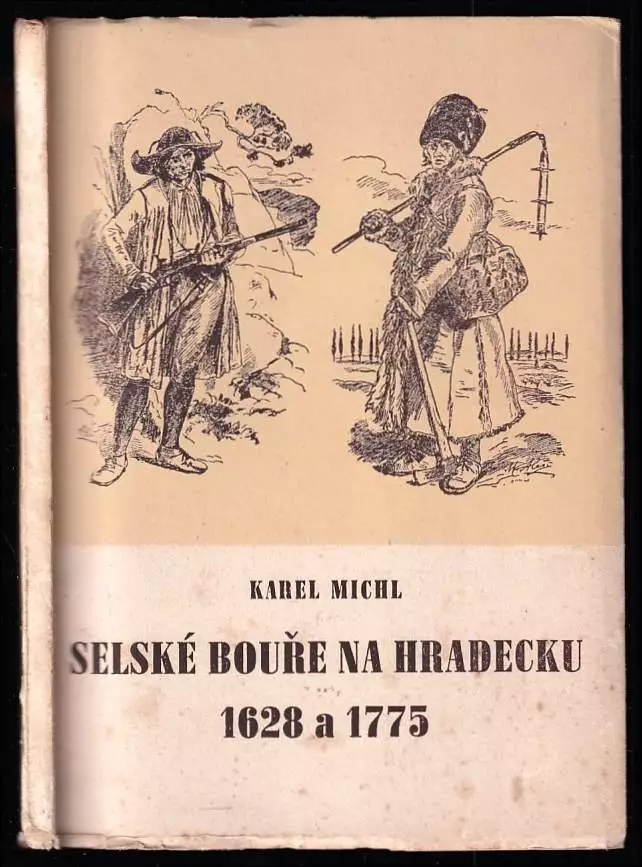 KAREL MICHL
SELSKÉ BOUŘE NA HRADECKU
1628 a 1775